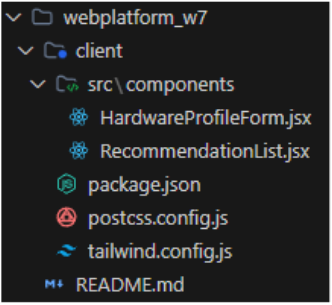 webplatform_w7
client
src\components
HardwareProfileForm.jsx
RecommendationList.jsx
package.json
postcss.config.js
tailwind.config.js
README.md